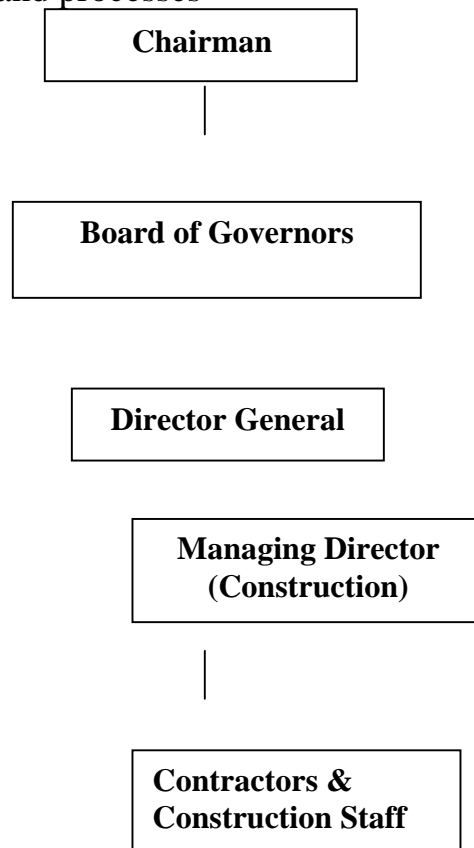 and processes
Chairman
Board of Governors
Director General
Managing Director
(Construction)
Contractors &
Construction Staff